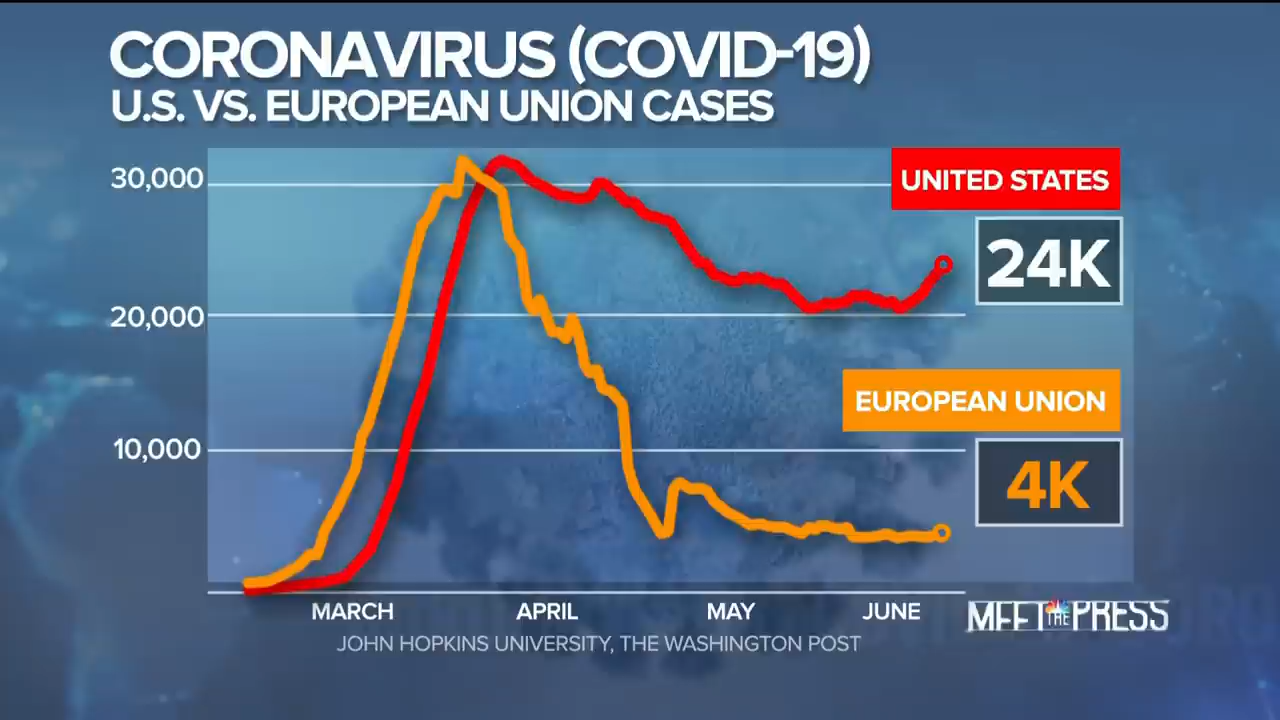 CORONAVIRUS (COVID-19)
U.S. VS. EUROPEAN UNION CASES
30,000
20,000
10,000
UNITED STATES
24K
EUROPEAN UNION
4K
MARCH APRIL MAY JUNE
MEET THE PRESS
JOHN HOPKINS UNIVERSITY, THE WASHINGTON POST